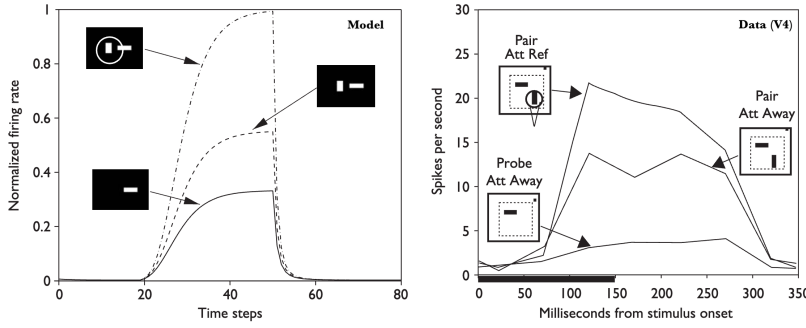 Model
Normalized firing rate
1
0.8
0.6
0.4
0.2
0
0
20
40
60
80
Time steps
Data (V4)
Spikes per second
30
25
20
15
10
5
0
Pair
Att Ref
Pair
Att Away
Probe
Att Away
0
50
100
150
200
250
300
350
Milliseconds from stimulus onset